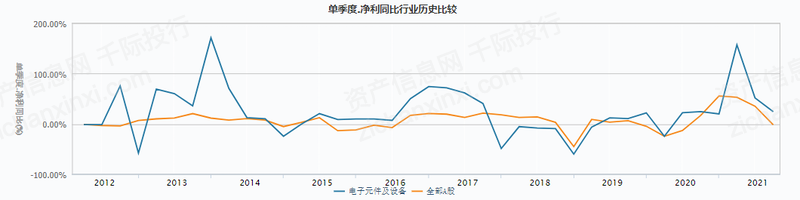 单季度.净利同比行业历史比较
200.00%
100.00%
0.00%
-100.00%
单季度.净利同比(%)
2012 2013 2014 2015 2016 2017 2018 2019 2020 2021
电子元件及设备 全部A股
资产信息网 千际投行
zichanxinxi.com